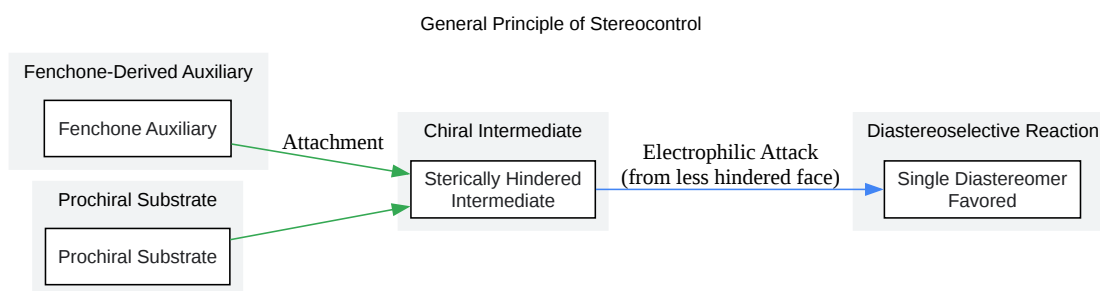 General Principle of Stereocontrol
Fenchone-Derived Auxiliary
Fenchone Auxiliary
Attachment
Prochiral Substrate
Prochiral Substrate
Chiral Intermediate
Sterically Hindered
Intermediate
Electrophilic Attack
(from less hindered face)
Diastereoselective Reaction
Single Diastereomer
Favored